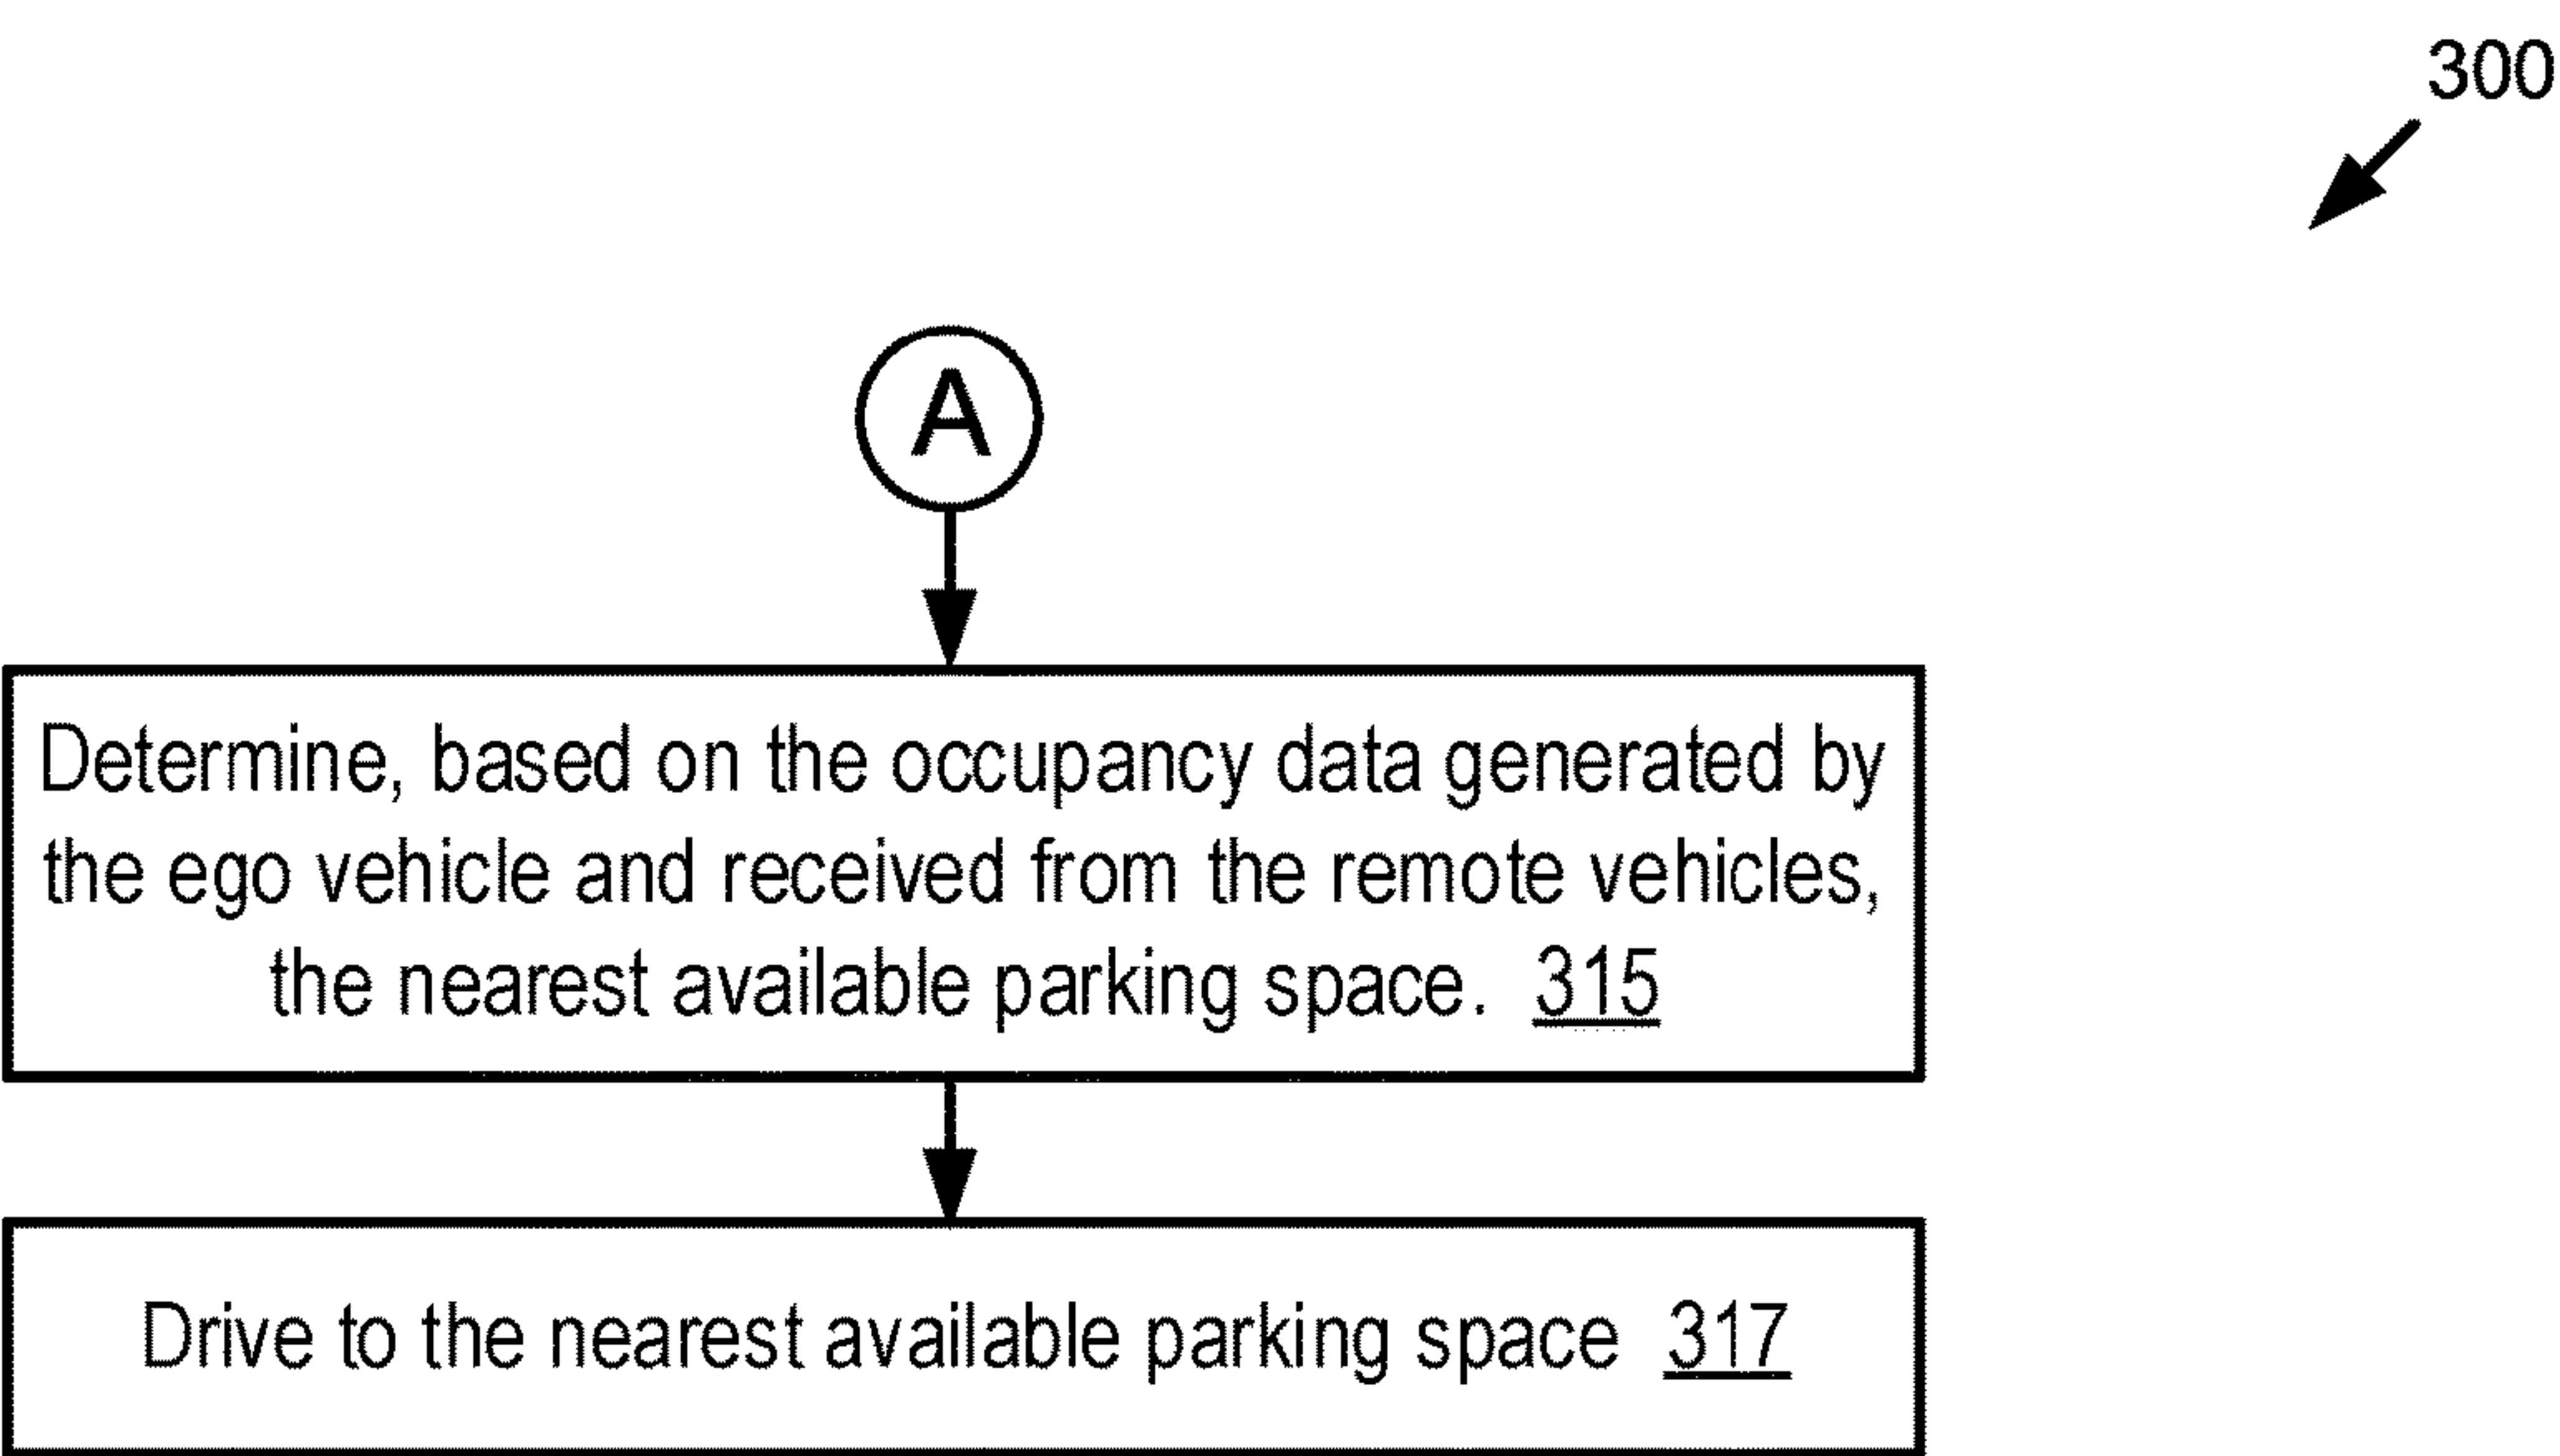 300
A
Determine, based on the occupancy data generated by
the ego vehicle and received from the remote vehicles,
the nearest available parking space. 315
Drive to the nearest available parking space 317